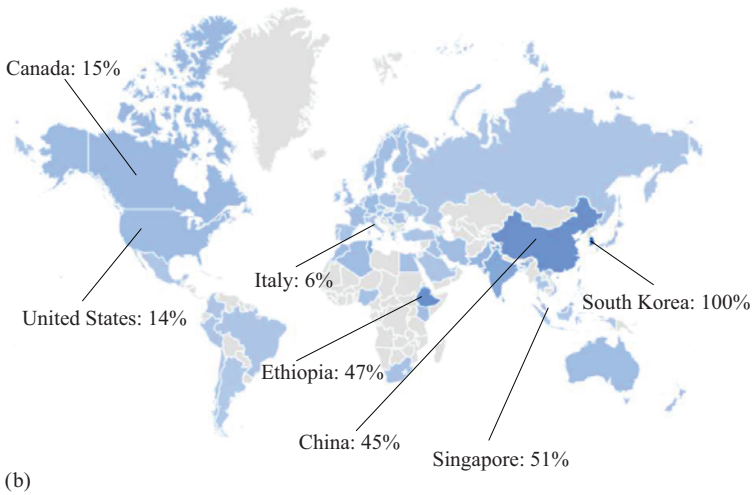 Canada: 15%
Italy: 6%
South Korea: 100%
United States: 14%
Ethiopia: 47%
China: 45%
Singapore: 51%
(b)